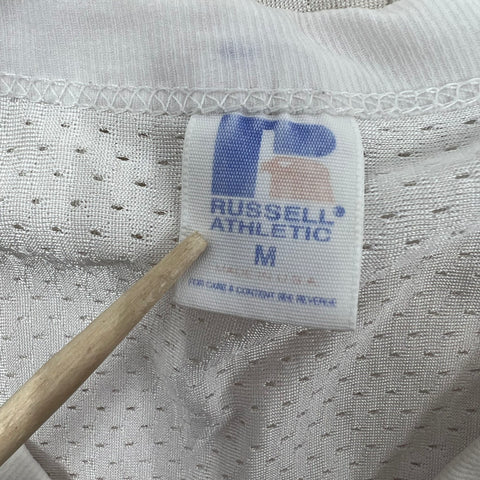 RUSSELL®
ATHLETIC
M
U.S.A.
FOR CARE & CONTENT SEE REVERSE